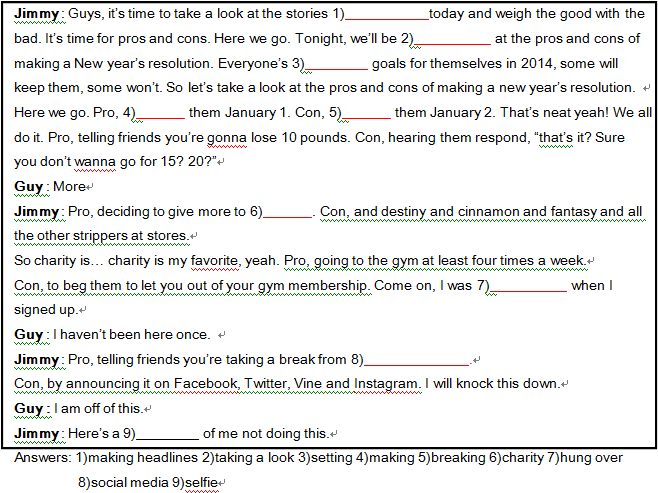 Jimmy: Guys, it's time to take a look at the stories 1)____________today and weigh the good with the
bad. It's time for pros and cons. Here we go. Tonight, we'll be 2)___________ at the pros and cons of
making a New year's resolution. Everyone's 3)_________ goals for themselves in 2014, some will
keep them, some won't. So let's take a look at the pros and cons of making a new year's resolution.
Here we go. Pro, 4)_______ them January 1. Con, 5)_______ them January 2. That's neat yeah! We all
do it. Pro, telling friends you're gonna lose 10 pounds. Con, hearing them respond, "that's it? Sure
you don't wanna go for 15? 20?"
Guy: More
Jimmy: Pro, deciding to give more to 6)_______. Con, and destiny and cinnamon and fantasy and all
the other strippers at stores.
So charity is… charity is my favorite, yeah. Pro, going to the gym at least four times a week.
Con, to beg them to let you out of your gym membership. Come on, I was 7)___________ when I
signed up.
Guy: I haven't been here once.
Jimmy: Pro, telling friends you're taking a break from 8)_______________.
Con, by announcing it on Facebook, Twitter, Vine and Instagram. I will knock this down.
Guy: I am off of this.
Jimmy: Here's a 9)_________ of me not doing this.
Answers: 1)making headlines 2)taking a look 3)setting 4)making 5)breaking 6)charity 7)hung over
8)social media 9)selfie